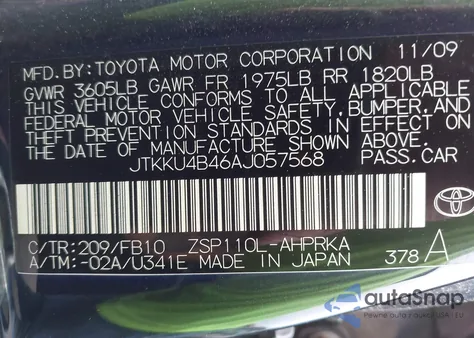 MFD.BY:TOYOTA MOTOR CORPORATION 11/09
GVWR 3605LB GAWR FR 1975LB RR 1820LB
THIS VEHICLE CONFORMS TO ALL APPLICABLE
FEDERAL MOTOR VEHICLE SAFETY, BUMPER, AND
THEFT PREVENTION STANDARDS IN EFFECT ON
THE DATE OF MANUFACTURE SHOWN ABOVE.
JTKKU4B46AJ057568 PASS.CAR
C/TR:209/FB10 ZSP110L-AHPRKA
A/TM:-02A/U341E MADE IN JAPAN 378 A
TOYOTA
autoSnap